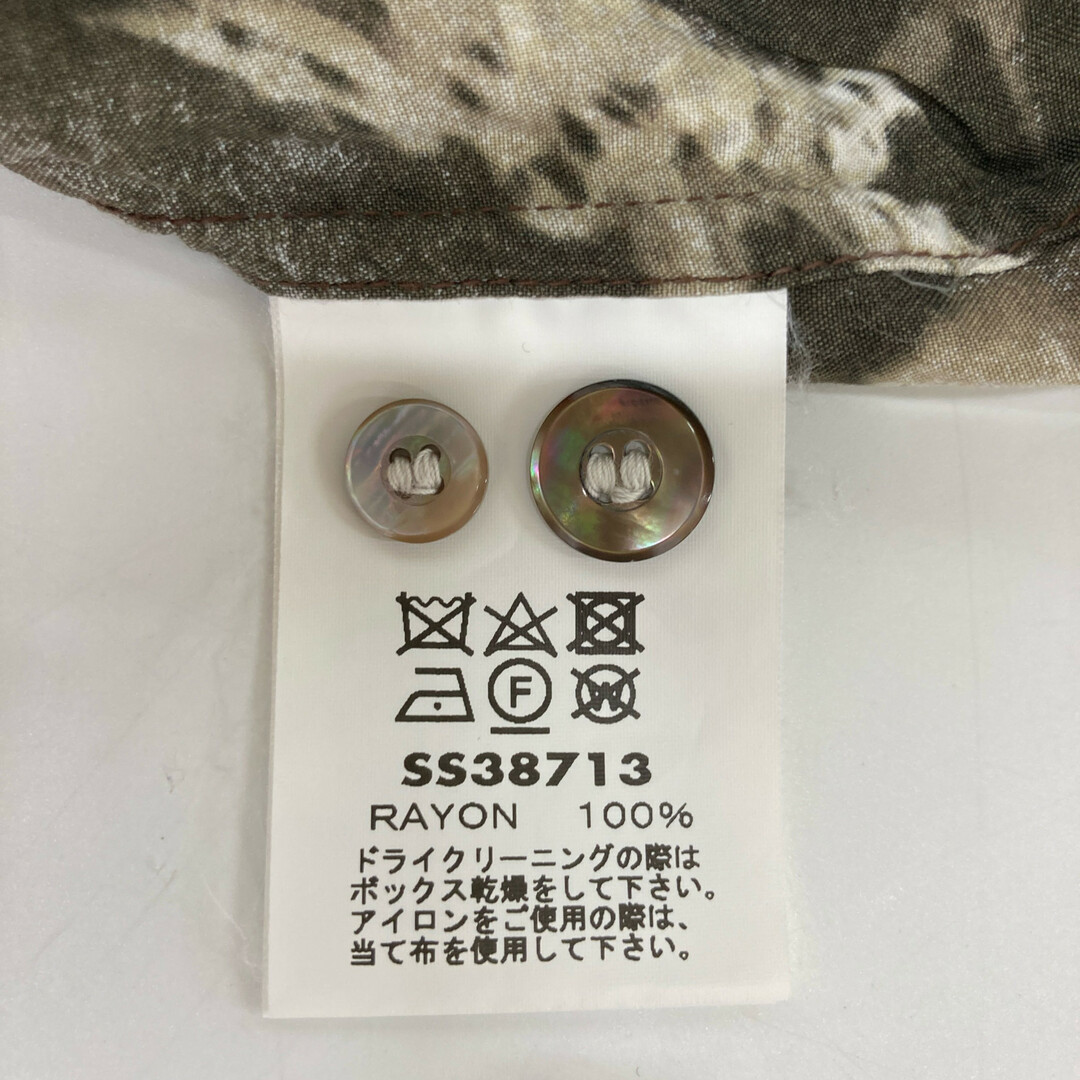 F W
SS38713
RAYON 100%
ドライクリーニングの際は
ボックス乾燥をして下さい。
アイロンをご使用の際は、
当て布を使用して下さい。